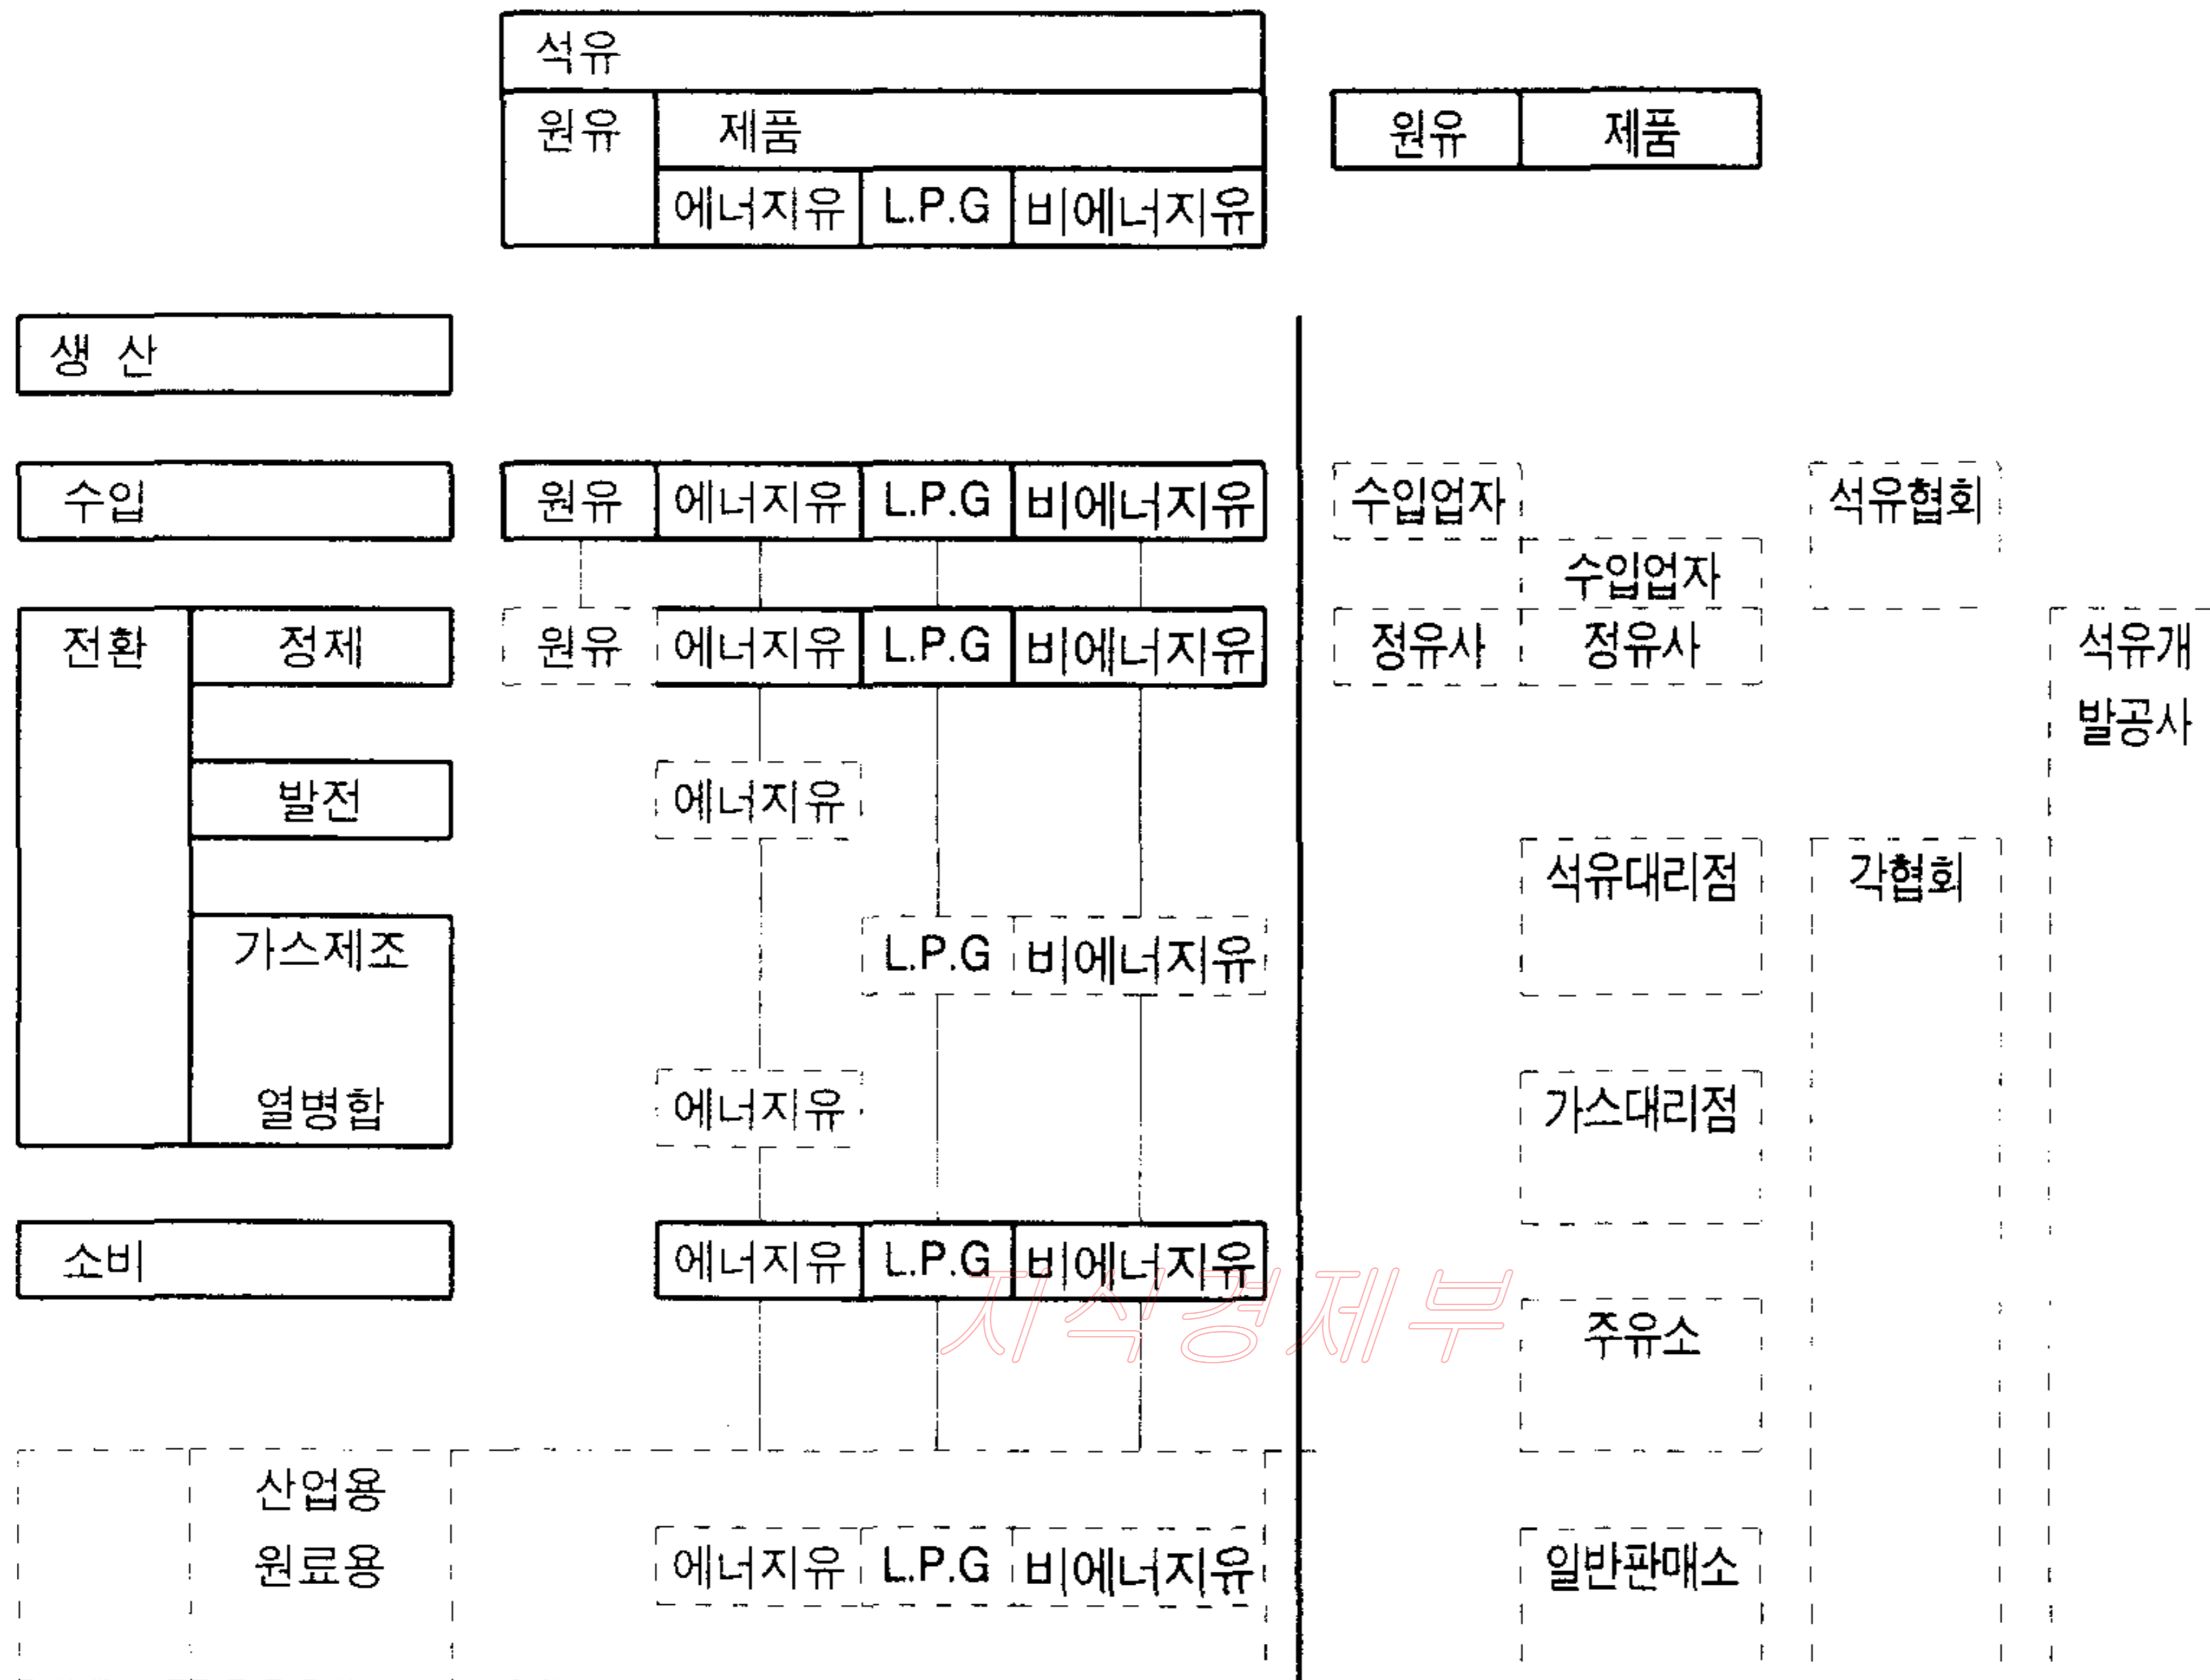 석유
원유 제품 원유 제품
에너지유 L.P.G 비에너지유
생 산
수입 원유 에너지유 L.P.G 비에너지유 수입업자 석유협회
수입업자
전환 정제 원유 에너지유 L.P.G 비에너지유 정유사 정유사 석유개
발공사
발전 에너지유
석유대리점 각협회
가스제조 L.P.G 비에너지유
열병합 에너지유 가스대리점
소비 에너지유 L.P.G 비에너지유
지식경제부
주유소
산업용
원료용 에너지유 L.P.G 비에너지유 일반판매소